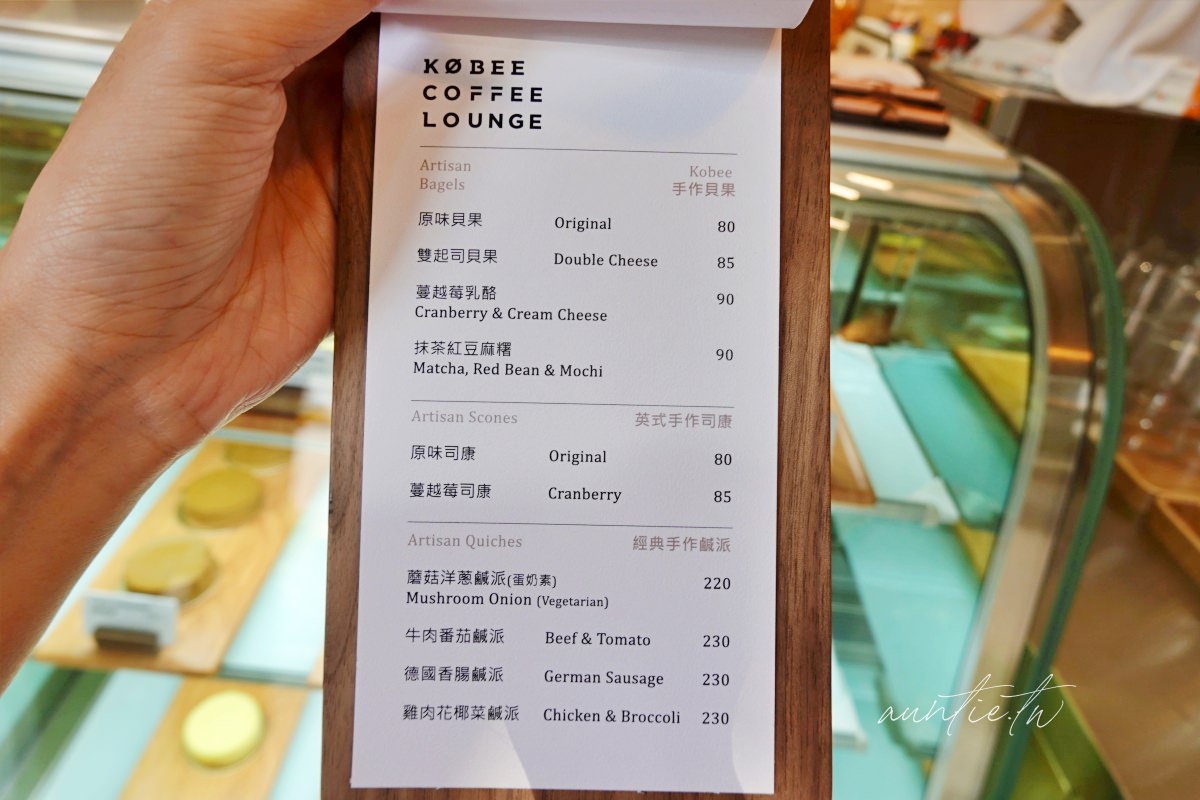 KØBEE
COFFEE
LOUNGE
Artisan Kobee
Bagels 手作貝果
原味貝果 Original 80
雙起司貝果 Double Cheese 85
蔓越莓乳酪 90
Cranberry & Cream Cheese
抹茶紅豆麻糬 90
Matcha, Red Bean & Mochi
Artisan Scones 英式手作司康
原味司康 Original 80
蔓越莓司康 Cranberry 85
Artisan Quiches 經典手作鹹派
蘑菇洋蔥鹹派(蛋奶素) 220
Mushroom Onion (Vegetarian)
牛肉番茄鹹派 Beef & Tomato 230
德國香腸鹹派 German Sausage 230
雞肉花椰菜鹹派 Chicken & Broccoli 230
auntie.tw